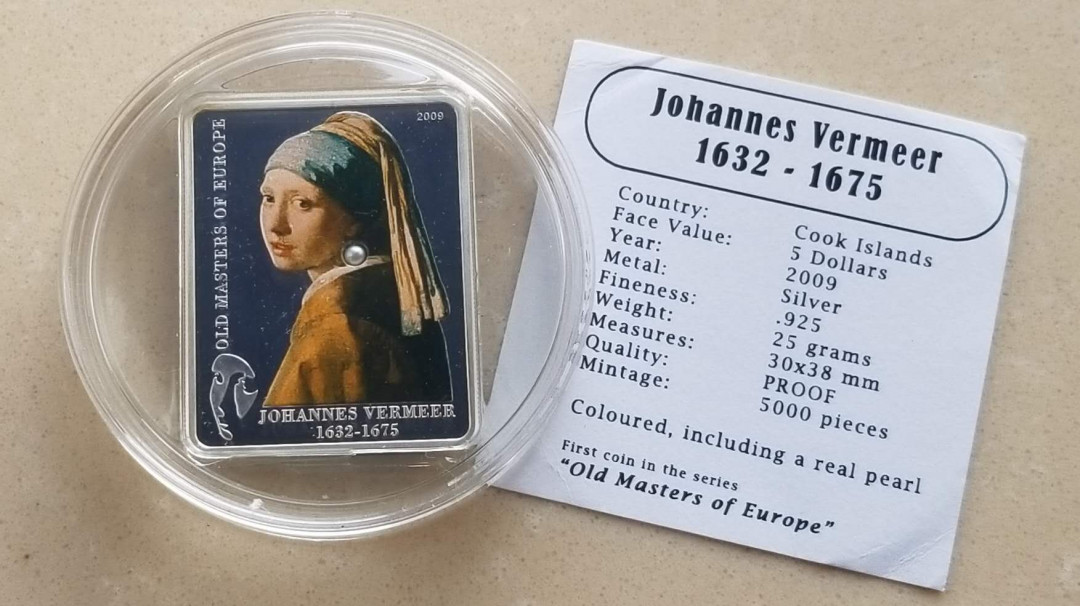 2009
OLD MASTERS OF EUROPE
JOHANNES VERMEER
1632-1675
Johannes Vermeer
1632 - 1675
Country: Cook Islands
Face Value: 5 Dollars
Year: 2009
Metal: Silver
Fineness: .925
Weight: 25 grams
Measures: 30x38 mm
Quality: PROOF
Mintage: 5000 pieces
Coloured, including a real pearl
First coin in the series
“Old Masters of Europe”